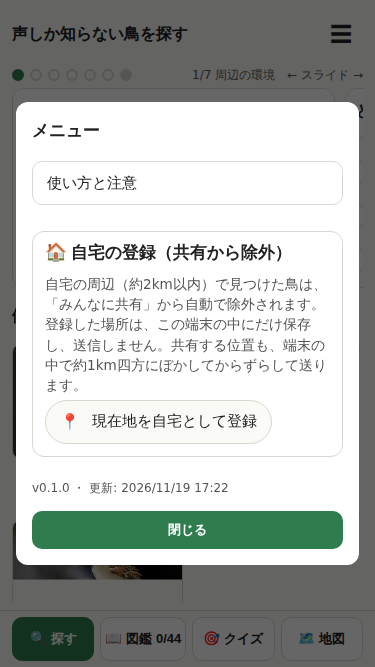 声しか知らない鳥を探す
☰
1/7 周辺の環境 ← スライド →
メニュー
使い方と注意
🏠 自宅の登録（共有から除外）
自宅の周辺（約2km以内）で見つけた鳥は、
「みんなに共有」から自動で除外されます。
登録した場所は、この端末の中にだけ保存
し、送信しません。共有する位置も、端末の
中で約1km四方にぼかしてからずらして送り
ます。
📍 現在地を自宅として登録
v0.1.0 ・ 更新: 2026/11/19 17:22
閉じる
🔍 探す
📖 図鑑 0/44
🎯 クイズ
🗺️ 地図